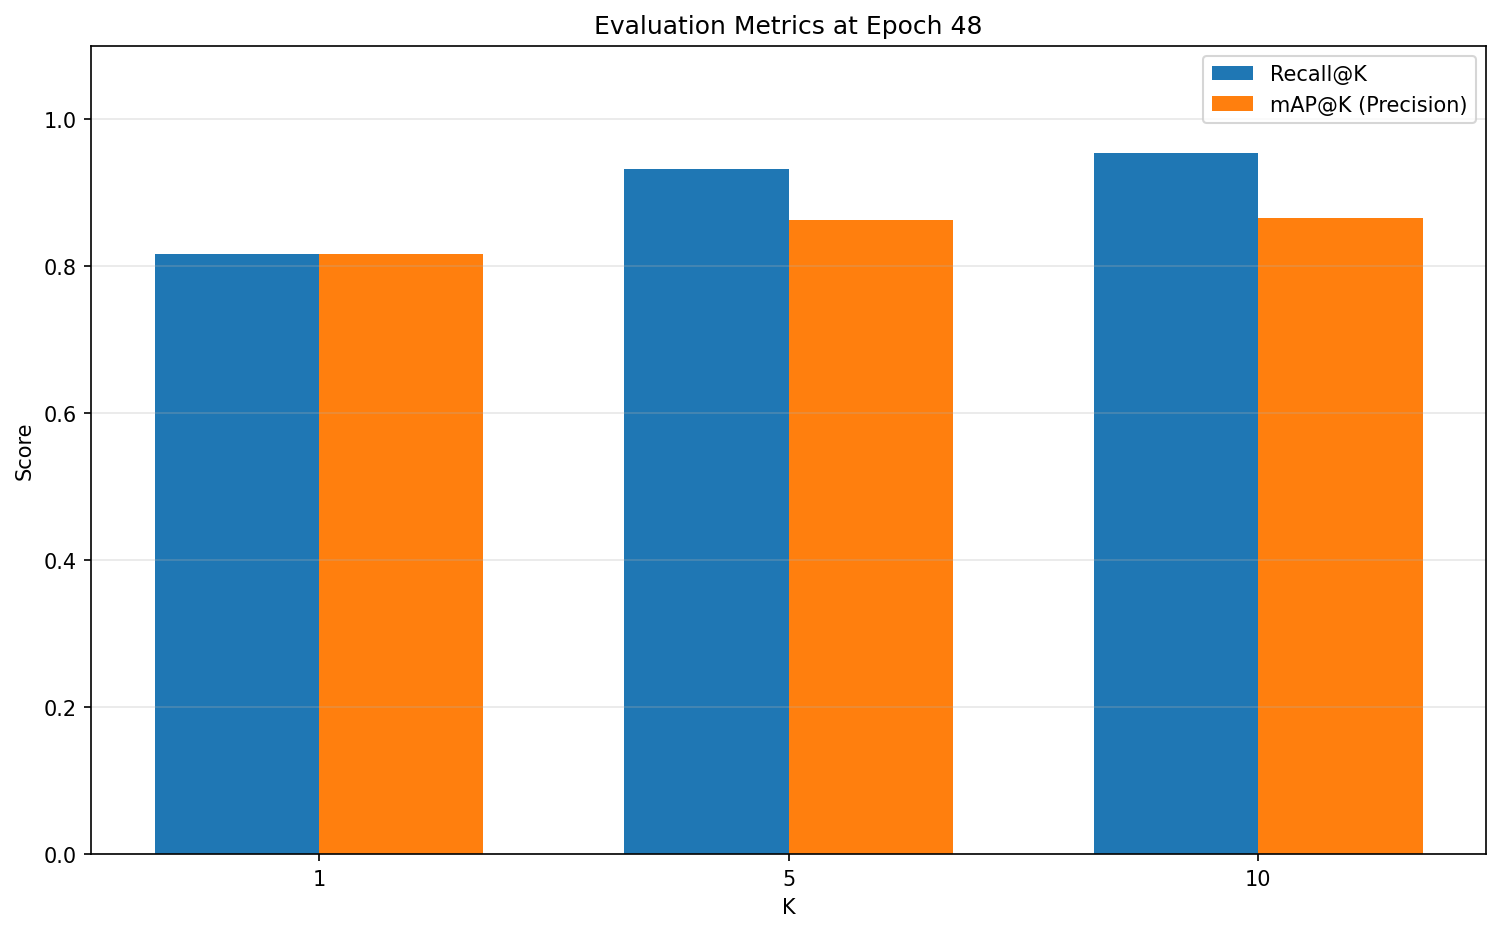 Evaluation Metrics at Epoch 48
Recall@K
mAP@K (Precision)
1.0
0.8
0.6
0.4
0.2
0.0
Score
1
5
10
K